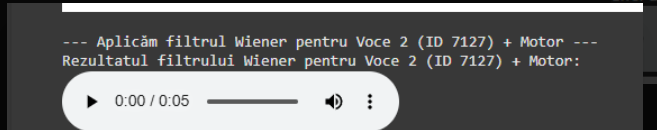 --- Aplicăm filtrul Wiener pentru Voce 2 (ID 7127) + Motor ---
Rezultatul filtrului Wiener pentru Voce 2 (ID 7127) + Motor:
0:00 / 0:05